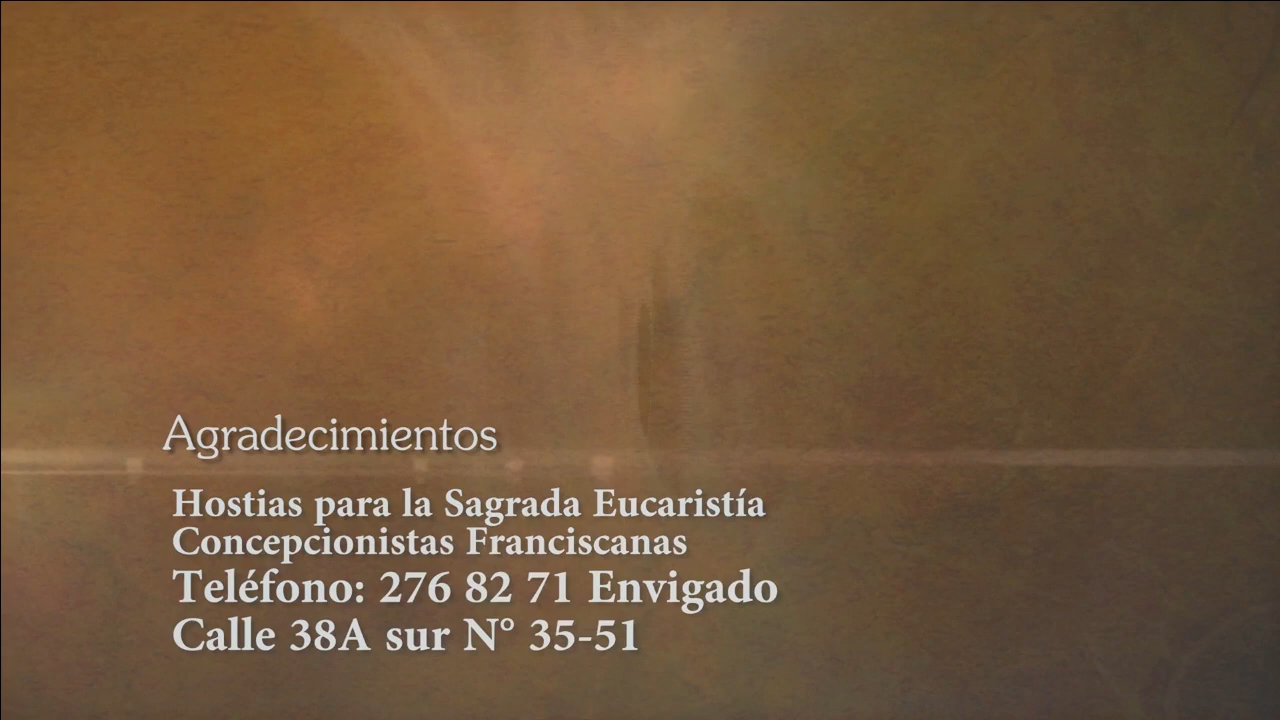 Agradecimientos
Hostias para la Sagrada Eucaristía
Concepcionistas Franciscanas
Teléfono: 276 82 71 Envigado
Calle 38A sur N° 35-51